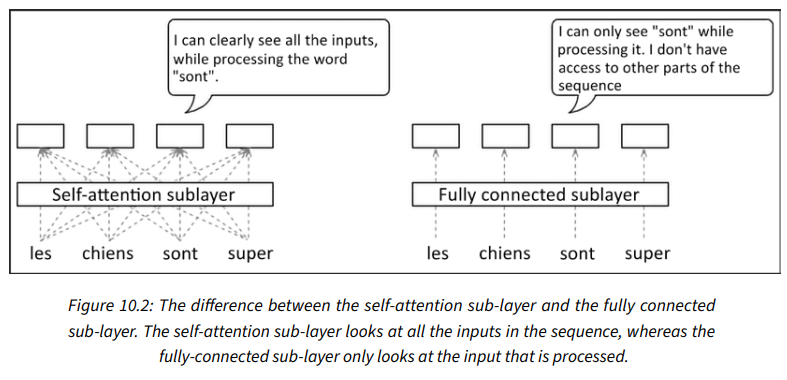 I can clearly see all the inputs,
while processing the word
"sont".
I can only see "sont" while
processing it. I don't have
access to other parts of the
sequence
Self-attention sublayer
Fully connected sublayer
les chiens sont super
les chiens sont super
Figure 10.2: The difference between the self-attention sub-layer and the fully connected
sub-layer. The self-attention sub-layer looks at all the inputs in the sequence, whereas the
fully-connected sub-layer only looks at the input that is processed.